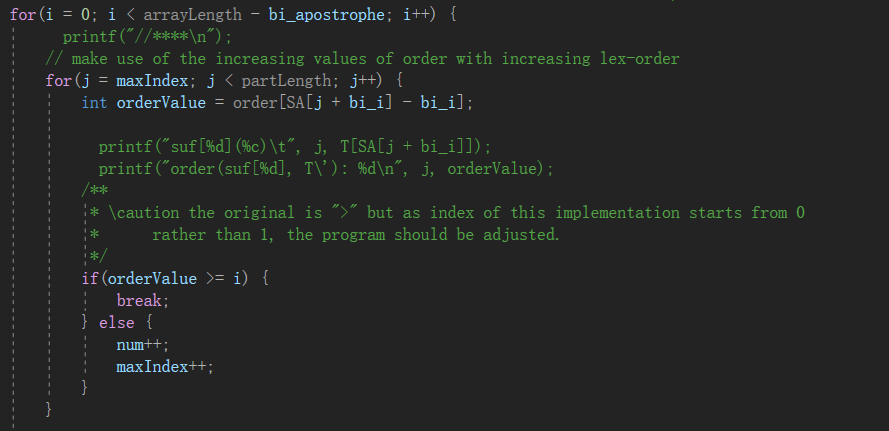 for(i = 0; i < arrayLength - bi_apostrophe; i++) {
printf("//****\n");
// make use of the increasing values of order with increasing lex-order
for(j = maxIndex; j < partLength; j++) {
int orderValue = order[SA[j + bi_i] - bi_i];
printf("suf[%d](%c)\t", j, T[SA[j + bi_i]]);
printf("order(suf[%d], T\'): %d\n", j, orderValue);
/**
* \caution the original is ">" but as index of this implementation starts from 0
* rather than 1, the program should be adjusted.
*/
if(orderValue >= i) {
break;
} else {
num++;
maxIndex++;
}
}